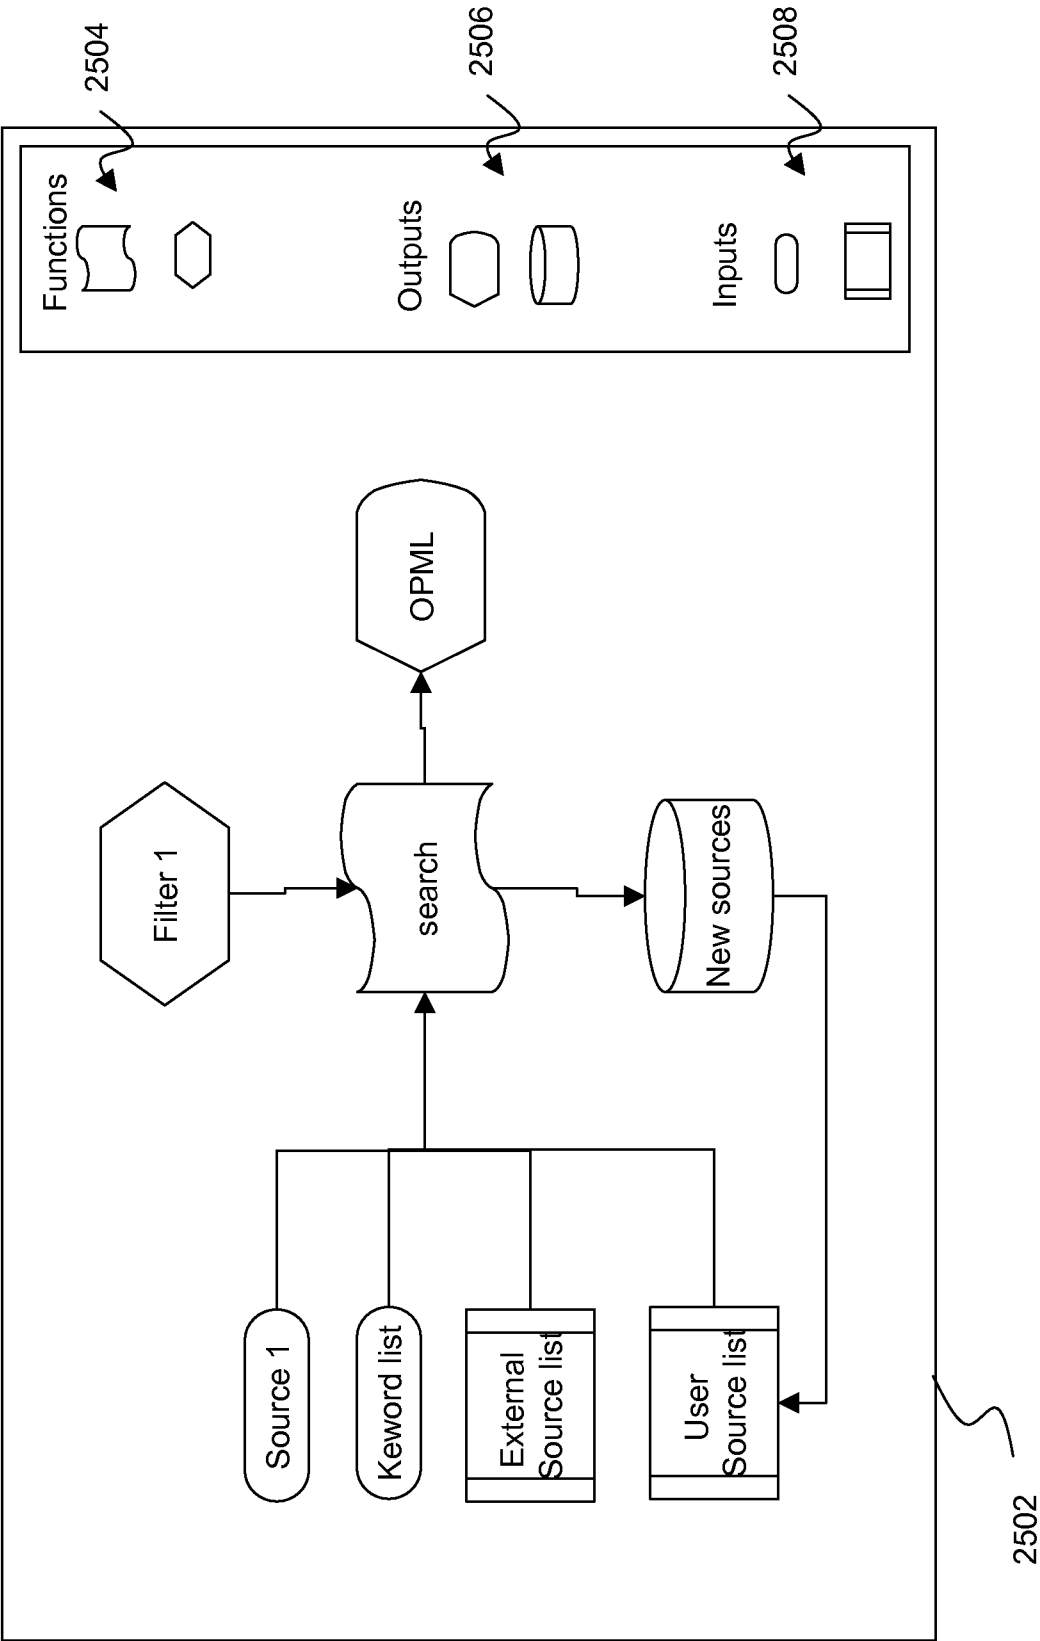 Filter 1
Source 1
Keword list
External
Source list
User
Source list
search
OPML
New sources
Functions
2504
Outputs
2506
Inputs
2508
2502